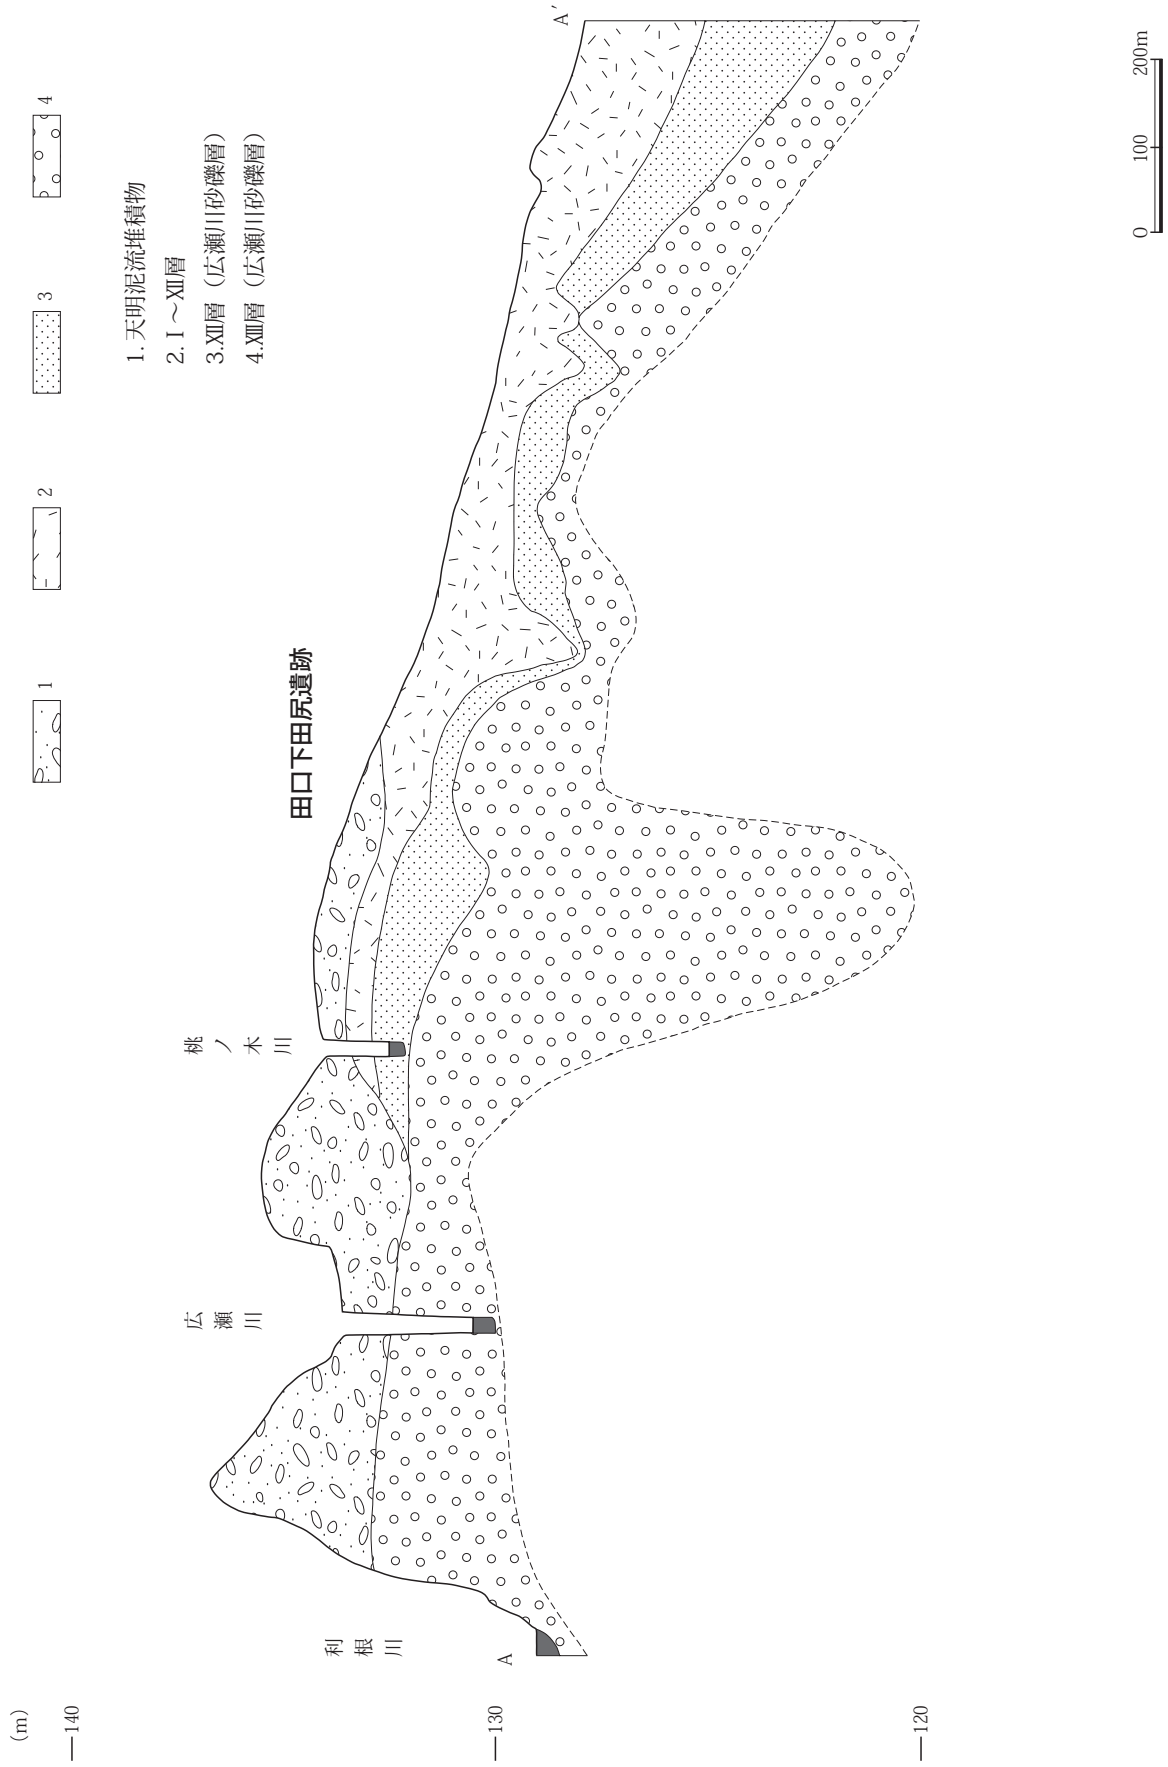 (m)
140
130
120
A
A′
利根川
広瀬川
桃ノ木川
田口下田尻遺跡
1
2
3
4
1. 天明泥流堆積物
2. Ⅰ～Ⅻ層
3.Ⅻ層（広瀬川砂礫層）
4.XⅢ層（広瀬川砂礫層）
0
100
200m